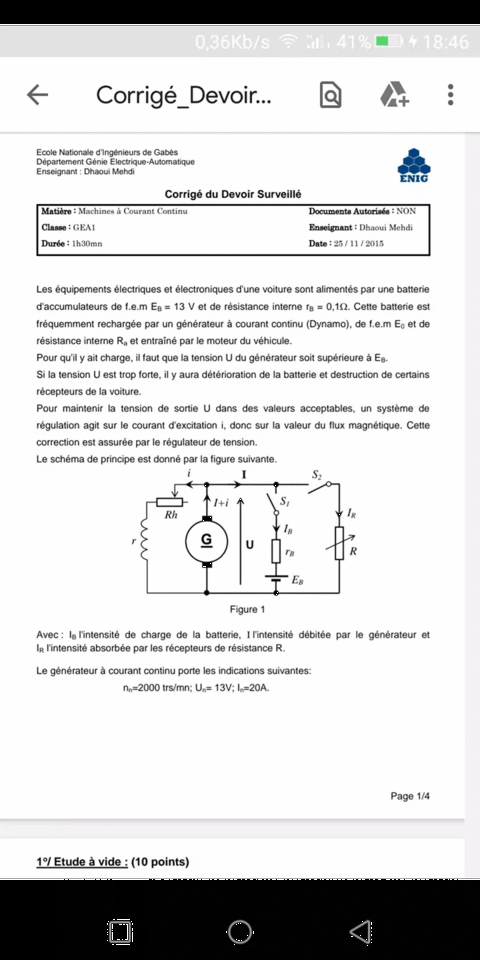 0,36Kb/s 41% 18:46
Corrigé_Devoir...
Ecole Nationale d'Ingénieurs de Gabès
Département Génie Electrique-Automatique
Enseignant : Dhaoui Mehdi
ENIG
Corrigé du Devoir Surveillé
Matière : Machines à Courant Continu Documents Autorisés : NON
Classe : GEA1 Enseignant : Dhaoui Mehdi
Durée : 1h30mn Date : 25 / 11 / 2015
Les équipements électriques et électroniques d'une voiture sont alimentés par une batterie
d'accumulateurs de f.e.m E_B = 13 V et de résistance interne r_B = 0,1Ω. Cette batterie est
fréquemment rechargée par un générateur à courant continu (Dynamo), de f.e.m E₀ et de
résistance interne Rₐ et entraîné par le moteur du véhicule.
Pour qu'il y ait charge, il faut que la tension U du générateur soit supérieure à E_B.
Si la tension U est trop forte, il y aura détérioration de la batterie et destruction de certains
récepteurs de la voiture.
Pour maintenir la tension de sortie U dans des valeurs acceptables, un système de
régulation agit sur le courant d'excitation i, donc sur la valeur du flux magnétique. Cette
correction est assurée par le régulateur de tension.
Le schéma de principe est donné par la figure suivante.
i I S₂
I+i S₁
Rh I_R
I_B
r G U r_B R
E_B
Figure 1
Avec : I_B l'intensité de charge de la batterie, I l'intensité débitée par le générateur et
I_R l'intensité absorbée par les récepteurs de résistance R.
Le générateur à courant continu porte les indications suivantes:
nₙ=2000 trs/mn; Uₙ= 13V; Iₙ=20A.
Page 1/4
1°/ Etude à vide : (10 points)